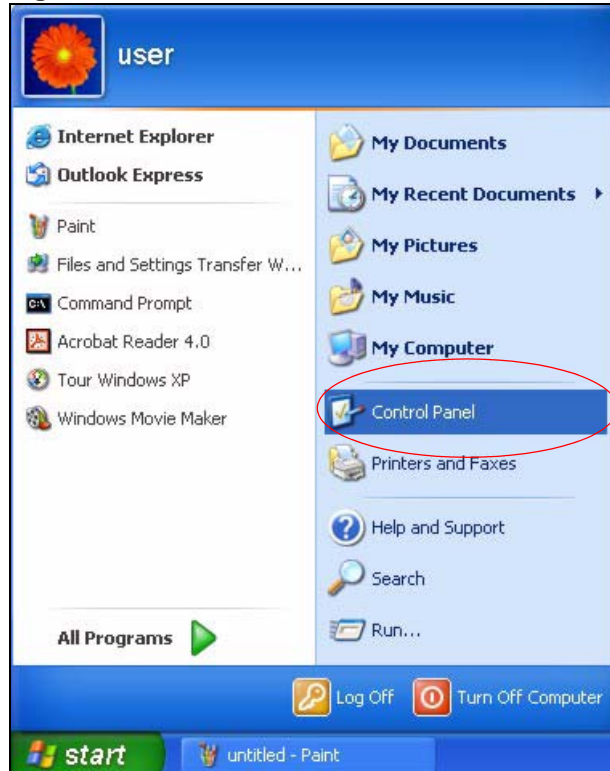 user
Internet Explorer
Outlook Express
Paint
Files and Settings Transfer W...
Command Prompt
Acrobat Reader 4.0
Tour Windows XP
Windows Movie Maker
All Programs
My Documents
My Recent Documents
My Pictures
My Music
My Computer
Control Panel
Printers and Faxes
Help and Support
Search
Run...
Log Off
Turn Off Computer
start
untitled - Paint